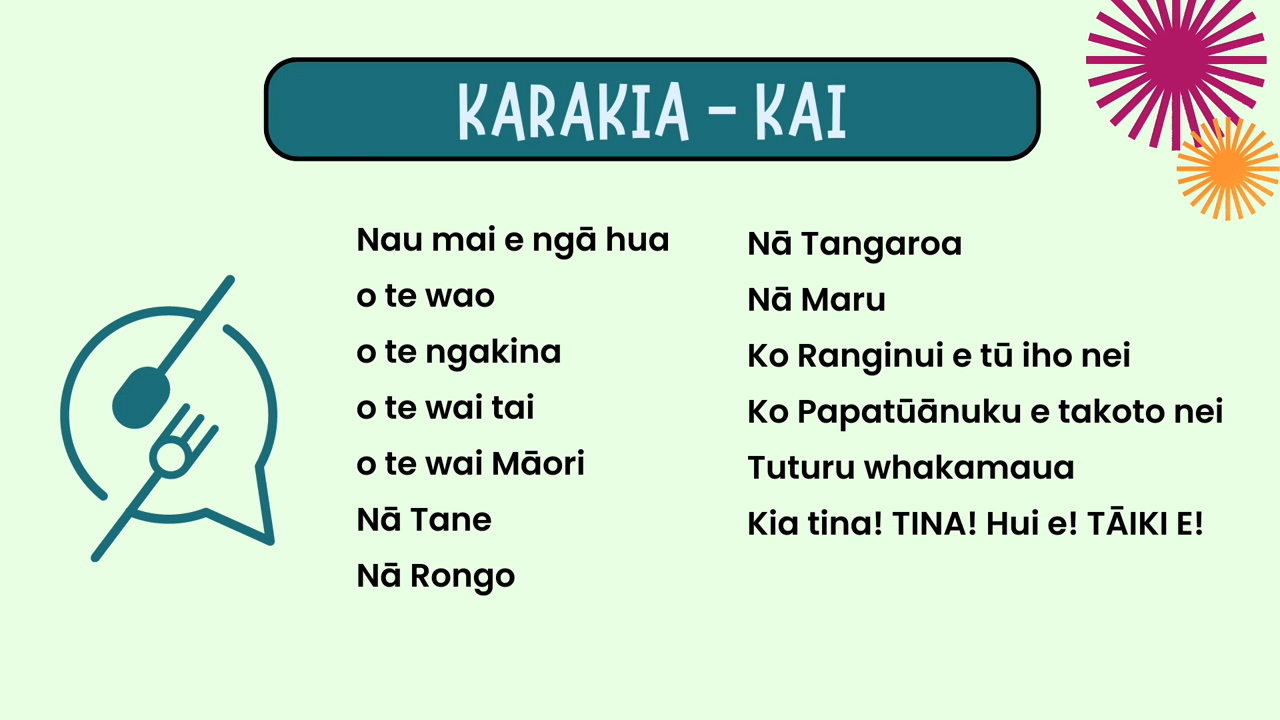 KARAKIA - KAI
Nau mai e ngā hua
o te wao
o te ngakina
o te wai tai
o te wai Māori
Nā Tane
Nā Rongo
Nā Tangaroa
Nā Maru
Ko Ranginui e tū iho nei
Ko Papatūānuku e takoto nei
Tuturu whakamaua
Kia tina! TINA! Hui e! TĀIKI E!